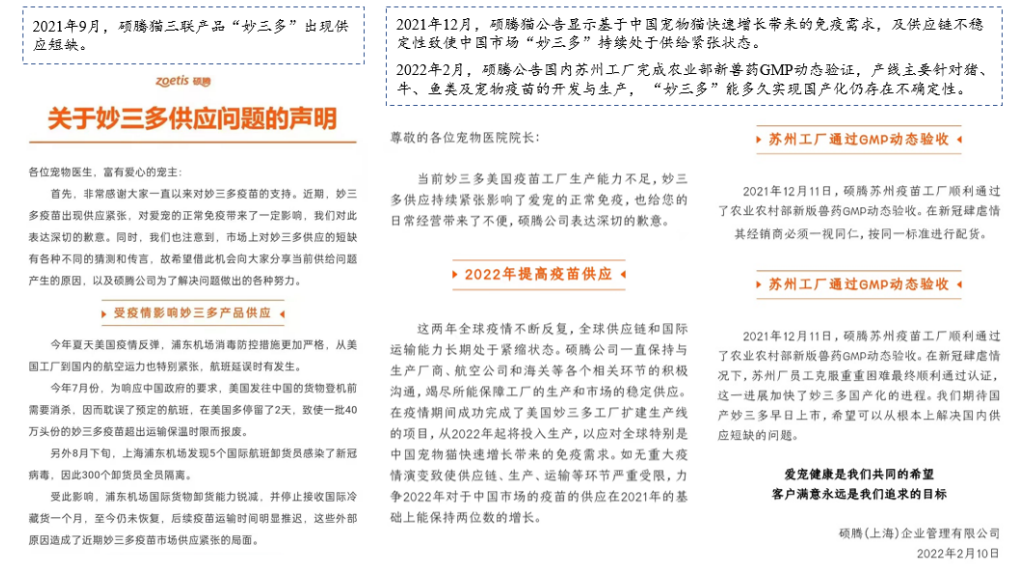 2021年9月，硕腾猫三联产品“妙三多”出现供
应短缺。
zoetis 硕腾
关于妙三多供应问题的声明
各位宠物医生，富有爱心的宠主：
首先，非常感谢大家一直以来对妙三多疫苗的支持。近期，妙三
多疫苗出现供应紧张，对爱宠的正常免疫带来了一定影响，我们对此
表达深切的歉意。同时，我们也注意到，市场上对妙三多供应的短缺
有各种不同的猜测和传言，故希望借此机会向大家分享当前供给问题
产生的原因，以及硕腾公司为了解决问题做出的各种努力。
受疫情影响妙三多产品供应
今年夏天美国疫情反弹，浦东机场消毒防控措施更加严格，从美
国工厂到国内的航空运力也特别紧张，航班延误时有发生。
今年7月份，为响应中国政府的要求，美国发往中国的货物登机前
需要消杀，因而耽误了预定的航班，在美国多停留了2天，致使一批40
万头份的妙三多疫苗超出运输保温时限而报废。
另外8月下旬，上海浦东机场发现5个国际航班卸货员感染了新冠
病毒，因此300个卸货员全员隔离。
受此影响，浦东机场国际货物卸货能力锐减，并停止接收国际冷
藏货一个月，至今仍未恢复，后续疫苗运输时间明显推迟，这些外部
原因造成了近期妙三多疫苗市场供应紧张的局面。
2021年12月，硕腾猫公告显示基于中国宠物猫快速增长带来的免疫需求，及供应链不稳
定性致使中国市场“妙三多”持续处于供给紧张状态。
2022年2月，硕腾公告国内苏州工厂完成农业部新兽药GMP动态验证，产线主要针对猪、
牛、鱼类及宠物疫苗的开发与生产，“妙三多”能多久实现国产化仍存在不确定性。
尊敬的各位宠物医院院长：
当前妙三多美国疫苗工厂生产能力不足，妙三
多供应持续紧张影响了爱宠的正常免疫，也给您的
日常经营带来了不便，硕腾公司表达深切的歉意。
2022年提高疫苗供应
这两年全球疫情不断反复，全球供应链和国际
运输能力长期处于紧缩状态。硕腾公司一直保持与
生产厂商、航空公司和海关等各个相关环节的积极
沟通，竭尽所能保障工厂的生产和市场的稳定供应。
在疫情期间成功完成了美国妙三多工厂扩建生产线
的项目，从2022年起将投入生产，以应对全球特别是
中国宠物猫快速增长带来的免疫需求。如无重大疫
情演变致使供应链、生产、运输等环节严重受限，力
争2022年对于中国市场的疫苗的供应在2021年的基
础上能保持两位数的增长。
苏州工厂通过GMP动态验收
2021年12月11日，硕腾苏州疫苗工厂顺利通过
了农业农村部新版兽药GMP动态验收。在新冠肆虐情
其经销商必须一视同仁，按同一标准进行配货。
苏州工厂通过GMP动态验收
2021年12月11日，硕腾苏州疫苗工厂顺利通过
了农业农村部新版兽药GMP动态验收。在新冠肆虐情
况下，苏州厂员工克服重重困难最终顺利通过认证，
这一进展加快了妙三多国产化的进程。我们期待国
产妙三多早日上市，希望可以从根本上解决国内供
应短缺的问题。
爱宠健康是我们共同的希望
客户满意永远是我们追求的目标
硕腾(上海)企业管理有限公司
2022年2月10日